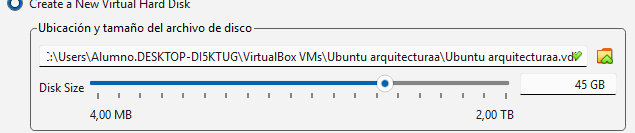 Create a New Virtual Hard Disk
Ubicación y tamaño del archivo de disco
:\Users\Alumno.DESKTOP-DI5KTUG\VirtualBox VMs\Ubuntu arquitecturaa\Ubuntu arquitecturaa.vdi
Disk Size
45 GB
4,00 MB
2,00 TB